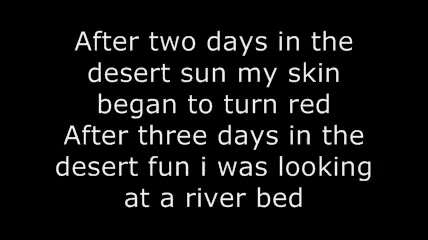 After two days in the
desert sun my skin
began to turn red
After three days in the
desert fun i was looking
at a river bed